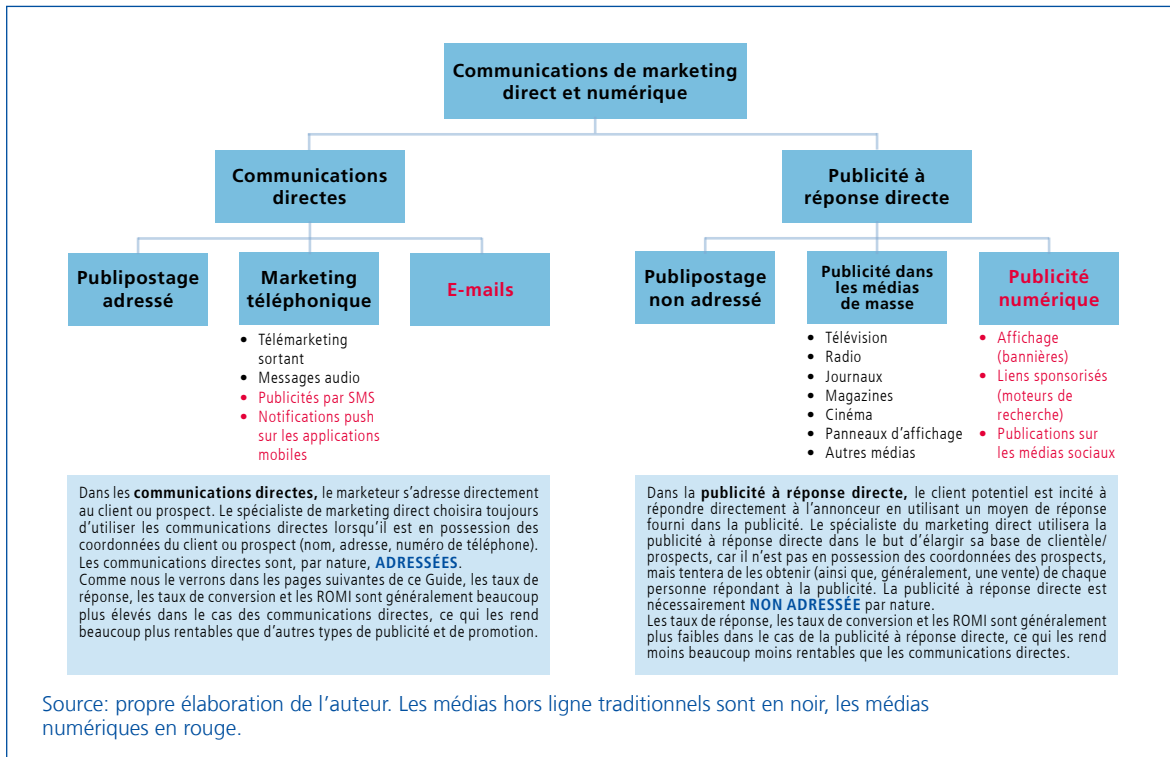 Communications de marketing
direct et numérique
Communications
directes
Publicité à
réponse directe
Publipostage
adressé
Marketing
téléphonique
E-mails
Publipostage
non adressé
Publicité dans
les médias
de masse
Publicité
numérique
• Télémarketing
sortant
• Messages audio
• Publicités par SMS
• Notifications push
sur les applications
mobiles
• Télévision
• Radio
• Journaux
• Magazines
• Cinéma
• Panneaux d'affichage
• Autres médias
• Affichage
(bannières)
• Liens sponsorisés
(moteurs de
recherche)
• Publications sur
les médias sociaux
Dans les communications directes, le marketeur s'adresse directement
au client ou prospect. Le spécialiste de marketing direct choisira toujours
d'utiliser les communications directes lorsqu'il est en possession des
coordonnées du client ou prospect (nom, adresse, numéro de téléphone).
Les communications directes sont, par nature, ADRESSÉES.
Comme nous le verrons dans les pages suivantes de ce Guide, les taux de
réponse, les taux de conversion et les ROMI sont généralement beaucoup
plus élevés dans le cas des communications directes, ce qui les rend
beaucoup plus rentables que d'autres types de publicité et de promotion.
Dans la publicité à réponse directe, le client potentiel est incité à
répondre directement à l'annonceur en utilisant un moyen de réponse
fourni dans la publicité. Le spécialiste du marketing direct utilisera la
publicité à réponse directe dans le but d'élargir sa base de clientèle/
prospects, car il n'est pas en possession des coordonnées des prospects,
mais tentera de les obtenir (ainsi que, généralement, une vente) de chaque
personne répondant à la publicité. La publicité à réponse directe est
nécessairement NON ADRESSÉE par nature.
Les taux de réponse, les taux de conversion et les ROMI sont généralement
plus faibles dans le cas de la publicité à réponse directe, ce qui les rend
moins beaucoup moins rentables que les communications directes.
Source: propre élaboration de l'auteur. Les médias hors ligne traditionnels sont en noir, les médias
numériques en rouge.